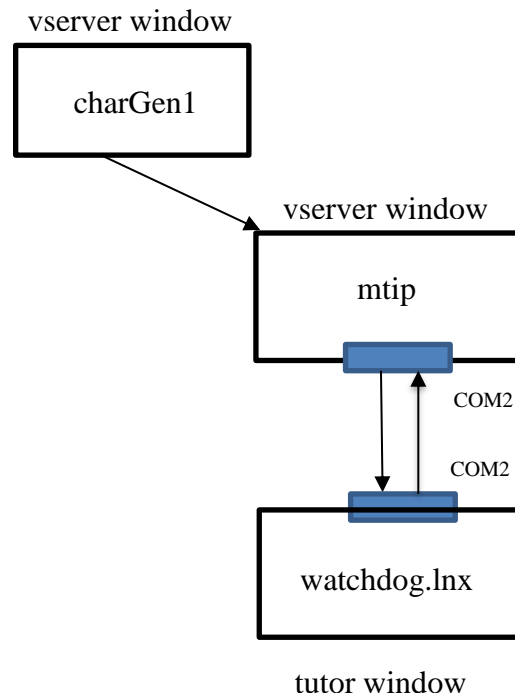 vserver window
charGen1
vserver window
mtip
COM2
COM2
watchdog.lnx
tutor window